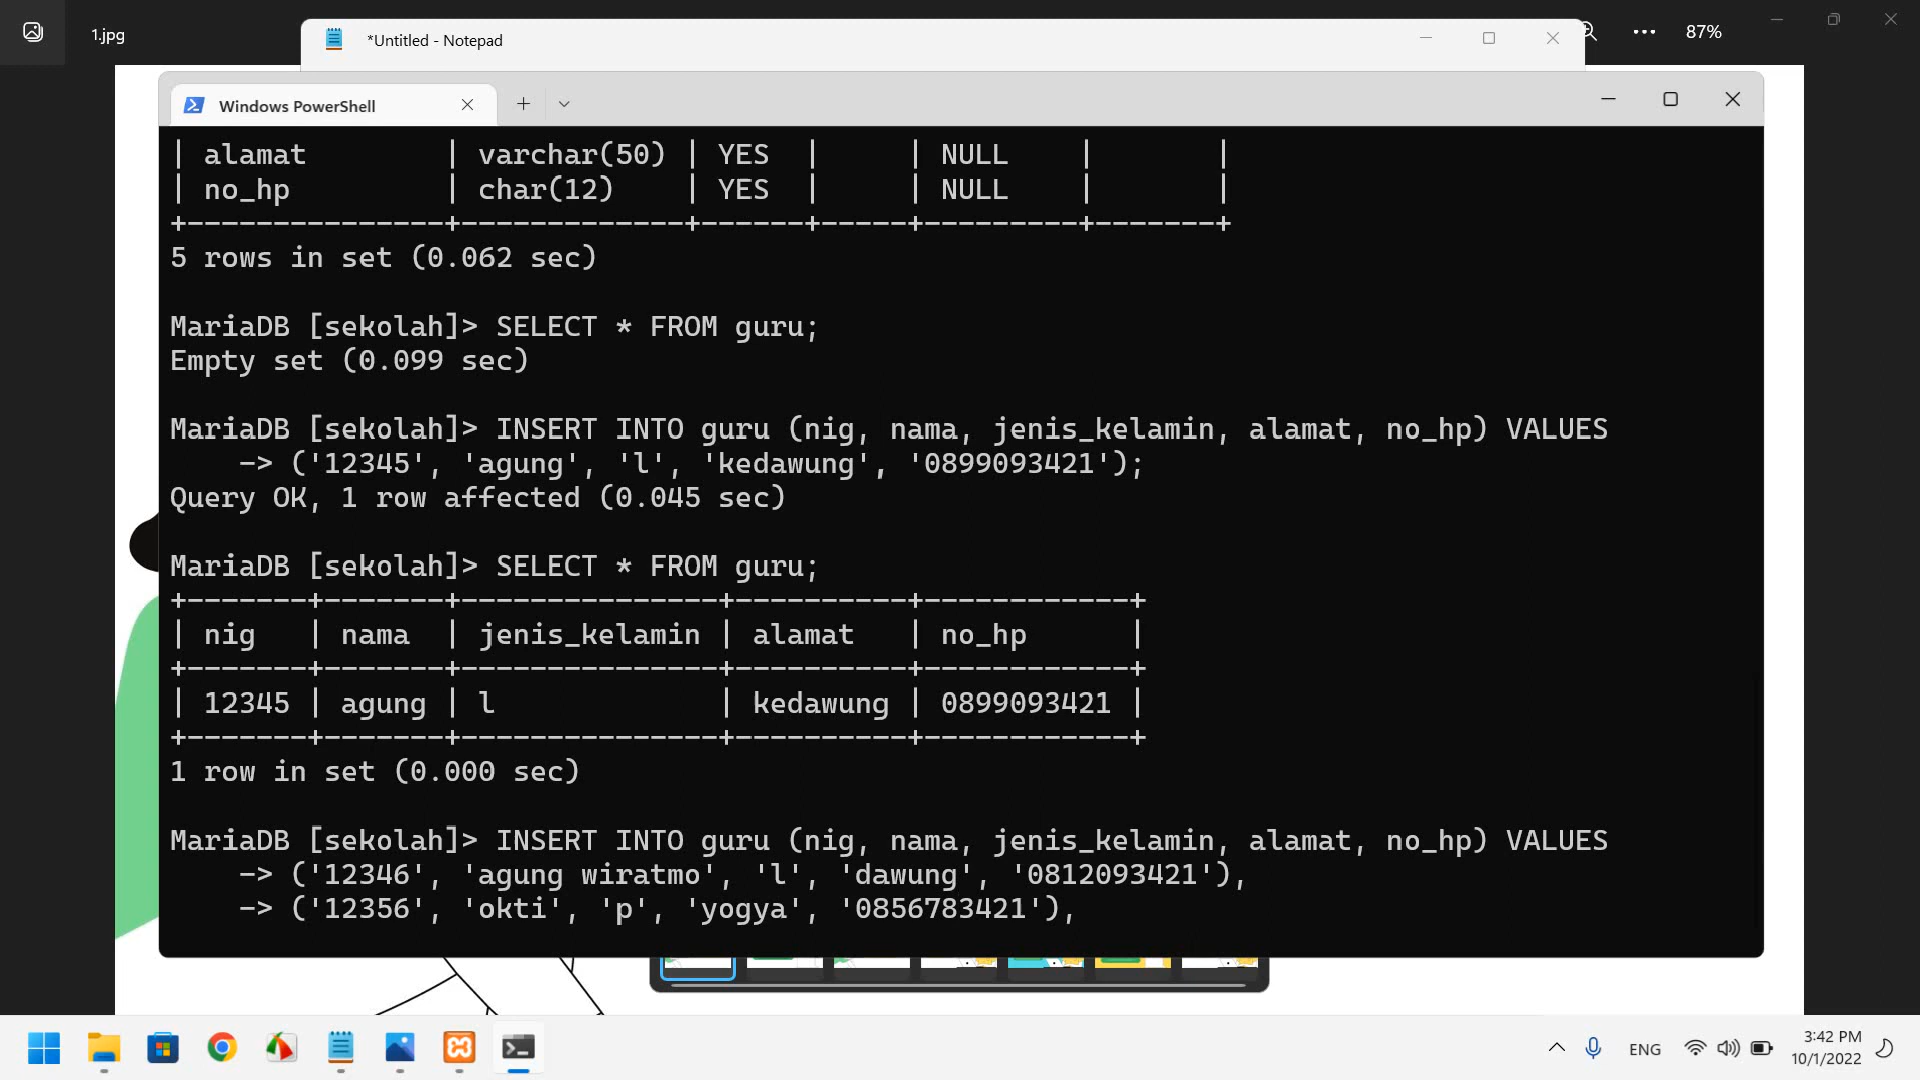 1.jpg
*Untitled - Notepad
87%
Windows PowerShell
| alamat        | varchar(50) | YES  |     | NULL    |       |
| no_hp         | char(12)    | YES  |     | NULL    |       |
+---------------+-------------+------+-----+---------+-------+
5 rows in set (0.062 sec)
MariaDB [sekolah]> SELECT * FROM guru;
Empty set (0.099 sec)
MariaDB [sekolah]> INSERT INTO guru (nig, nama, jenis_kelamin, alamat, no_hp) VALUES
    -> ('12345', 'agung', 'l', 'kedawung', '0899093421');
Query OK, 1 row affected (0.045 sec)
MariaDB [sekolah]> SELECT * FROM guru;
+-------+-------+---------------+----------+------------+
| nig   | nama  | jenis_kelamin | alamat   | no_hp      |
+-------+-------+---------------+----------+------------+
| 12345 | agung | l             | kedawung | 0899093421 |
+-------+-------+---------------+----------+------------+
1 row in set (0.000 sec)
MariaDB [sekolah]> INSERT INTO guru (nig, nama, jenis_kelamin, alamat, no_hp) VALUES
    -> ('12346', 'agung wiratmo', 'l', 'dawung', '0812093421'),
    -> ('12356', 'okti', 'p', 'yogya', '0856783421'),
ENG
3:42 PM
10/1/2022